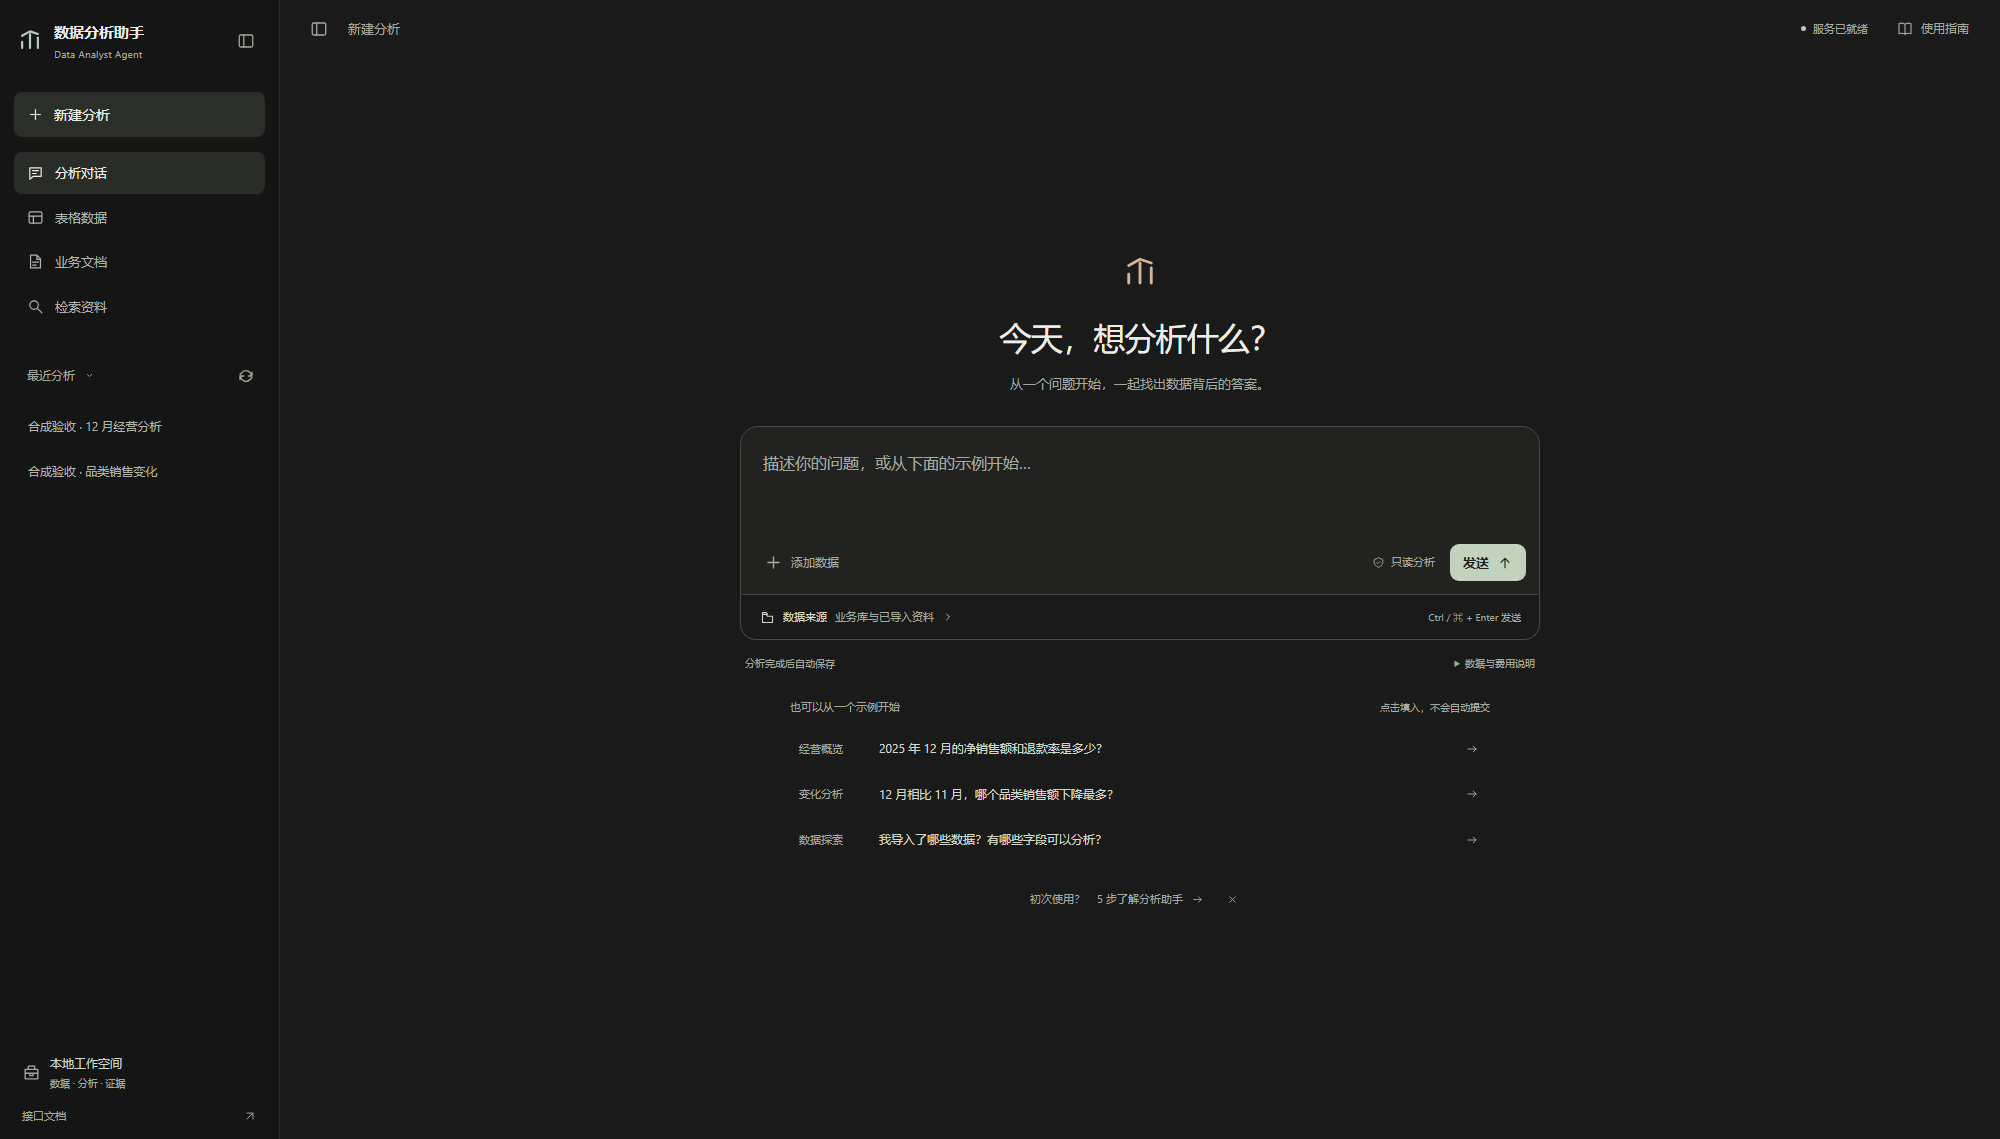 数据分析助手
Data Analyst Agent
新建分析
分析对话
表格数据
业务文档
检索资料
最近分析
合成验收 · 12 月经营分析
合成验收 · 品类销售变化
本地工作空间
数据 · 分析 · 证据
接口文档
新建分析
服务已就绪
使用指南
今天，想分析什么？
从一个问题开始，一起找出数据背后的答案。
描述你的问题，或从下面的示例开始...
添加数据
只读分析
发送
数据来源 业务库与已导入资料
Ctrl / ⌘ + Enter 发送
分析完成后自动保存
数据与费用说明
也可以从一个示例开始
点击填入，不会自动提交
经营概览 2025 年 12 月的净销售额和退款率是多少？
变化分析 12 月相比 11 月，哪个品类销售额下降最多？
数据探索 我导入了哪些数据？有哪些字段可以分析？
初次使用？ 5 步了解分析助手